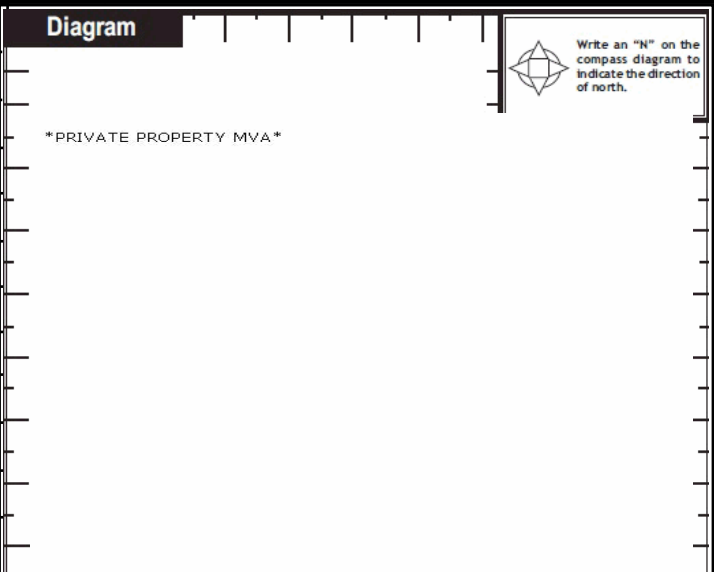 Diagram
Write an “N” on the
compass diagram to
indicate the direction
of north.
*PRIVATE PROPERTY MVA*